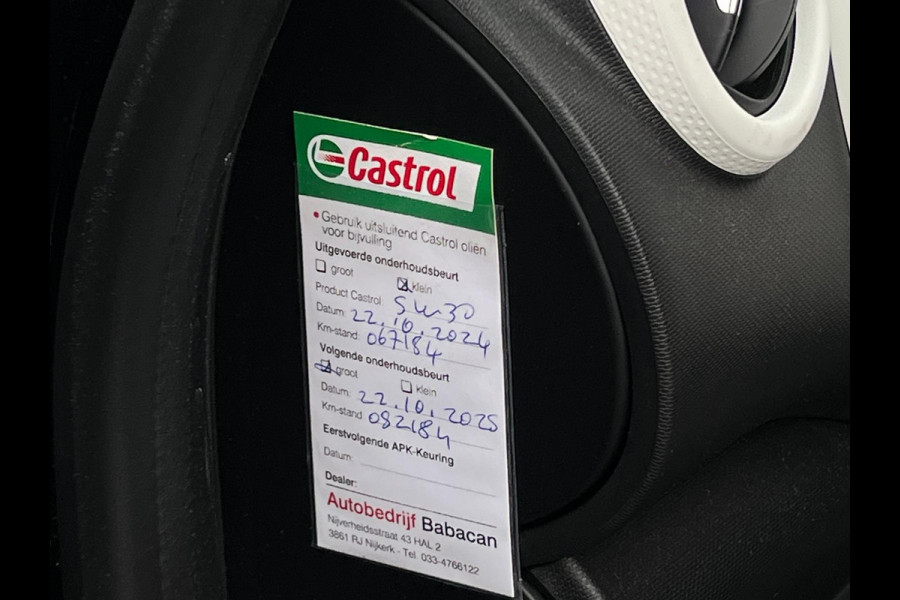 Castrol
• Gebruik uitsluitend Castrol oliën
voor bijvulling
Uitgevoerde onderhoudsbeurt
groot klein
Product Castrol: 5W30
Datum: 22.10.2024
Km-stand: 067184
Volgende onderhoudsbeurt
groot klein
Datum: 22.10.2025
Km-stand 082184
Eerstvolgende APK-Keuring
Datum:
Dealer:
Autobedrijf Babacan
Nijverheidsstraat 43 HAL 2
3861 RJ Nijkerk - Tel. 033-4766122